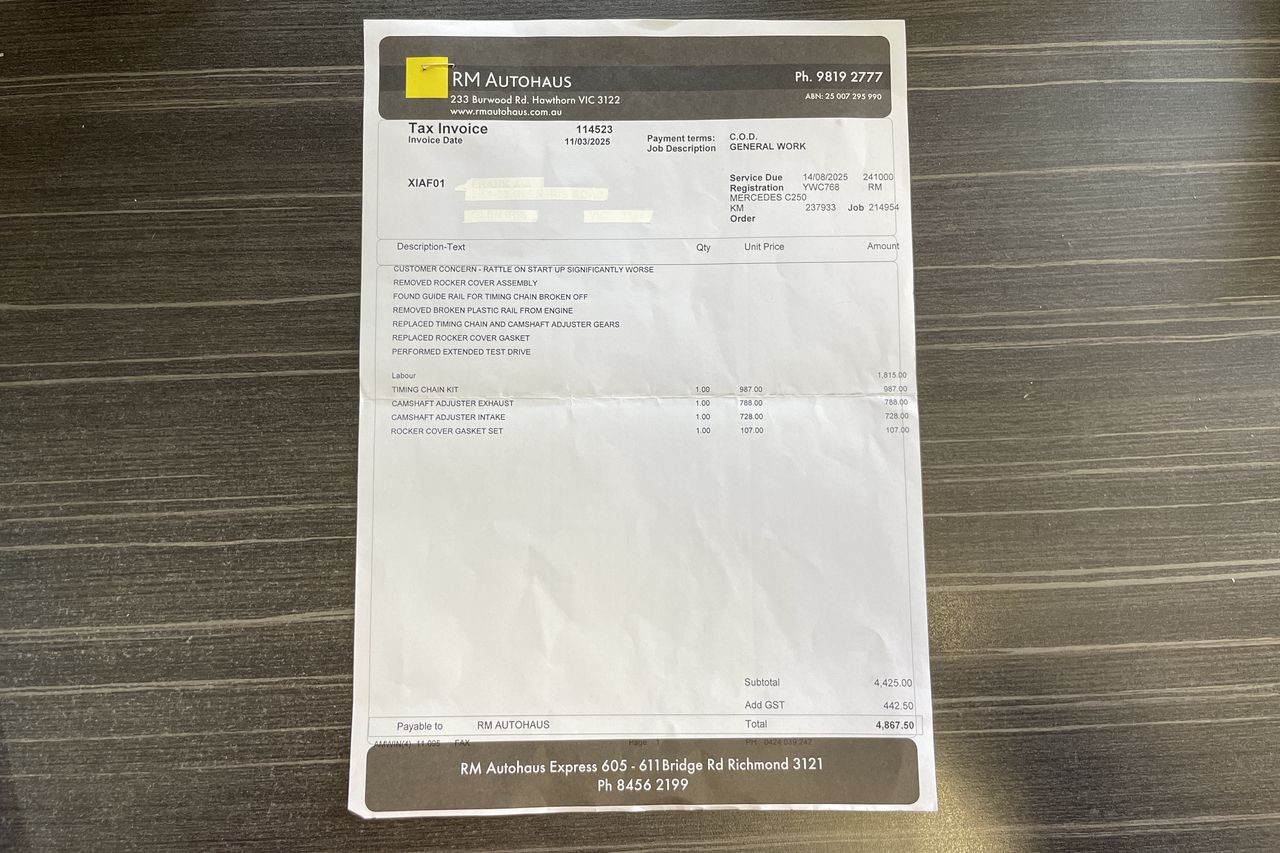 RM AUTOHAUS
Ph. 9819 2777
233 Burwood Rd. Hawthorn VIC 3122
ABN: 25 007 295 990
www.rmautohaus.com.au
Tax Invoice 114523
Invoice Date 11/03/2025
Payment terms: C.O.D.
Job Description GENERAL WORK
XIAF01
Service Due 14/08/2025 241000
Registration YWC768 RM
MERCEDES C250
KM 237933 Job 214954
Order
Description-Text Qty Unit Price Amount
CUSTOMER CONCERN - RATTLE ON START UP SIGNIFICANTLY WORSE
REMOVED ROCKER COVER ASSEMBLY
FOUND GUIDE RAIL FOR TIMING CHAIN BROKEN OFF
REMOVED BROKEN PLASTIC RAIL FROM ENGINE
REPLACED TIMING CHAIN AND CAMSHAFT ADJUSTER GEARS
REPLACED ROCKER COVER GASKET
PERFORMED EXTENDED TEST DRIVE
Labour 1,815.00
TIMING CHAIN KIT 1.00 987.00 987.00
CAMSHAFT ADJUSTER EXHAUST 1.00 788.00 788.00
CAMSHAFT ADJUSTER INTAKE 1.00 728.00 728.00
ROCKER COVER GASKET SET 1.00 107.00 107.00
Subtotal 4,425.00
Add GST 442.50
Payable to RM AUTOHAUS Total 4,867.50
FAX Page 1
RM Autohaus Express 605 - 611Bridge Rd Richmond 3121
Ph 8456 2199